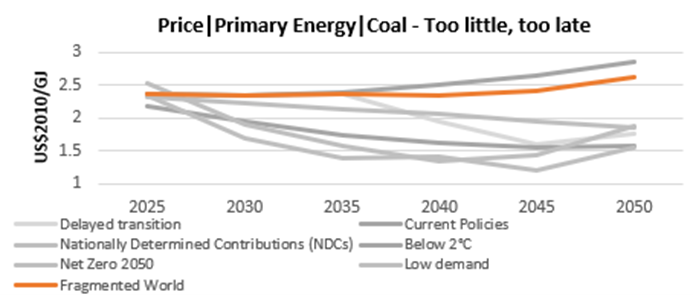 Price|Primary Energy|Coal - Too little, too late
US$2010/GJ
3
2.5
2
1.5
1
2025 2030 2035 2040 2045 2050
Delayed transition Current Policies
Nationally Determined Contributions (NDCs) Below 2°C
Net Zero 2050 Low demand
Fragmented World